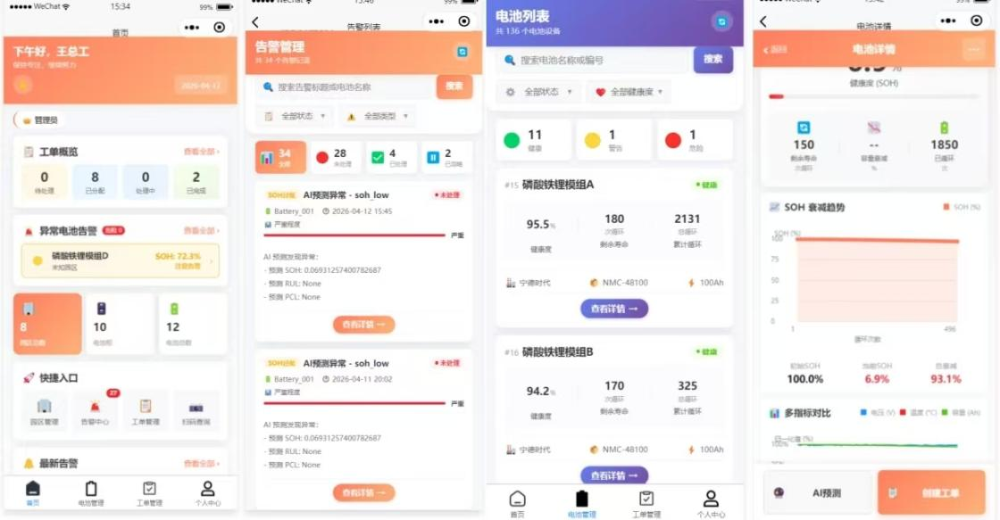 WeChat
15:34
99%
首页
下午好，王总工
2026-04-17
管理员
工单概览
查看全部 ›
0
8
0
2
待处理
已分配
处理中
已完成
异常电池告警
查看全部 ›
磷酸铁锂模组D
SOH: 72.3%
未知园区
注意告警
8
10
12
园区总数
电池柜
电池总数
快捷入口
27
园区管理
告警中心
工单管理
扫码查询
最新告警
查看全部 ›
首页
电池管理
工单管理
个人中心
WeChat
15:46
99%
告警列表
告警管理
共 34 个告警记录
搜索告警标题或电池名称
搜索
全部状态
全部类型
34
28
4
2
全部
未处理
已处理
已忽略
SOH过低
AI预测异常 - soh_low
未处理
Battery_001
2026-04-12 15:45
严重程度
严重
AI 预测发现异常：
- 预测 SOH: 0.06931257400782687
- 预测 RUL: None
- 预测 PCL: None
查看详情 →
SOH过低
AI预测异常 - soh_low
未处理
Battery_001
2026-04-11 20:02
严重程度
严重
AI 预测发现异常：
- 预测 SOH: 0.06931257400782687
- 预测 RUL: None
- 预测 PCL: None
查看详情 →
电池列表
共 136 个电池设备
搜索电池名称或编号
搜索
全部状态
全部健康度
11
1
1
健康
警告
危险
#15 磷酸铁锂模组A
健康
95.5%
180
2131
次循环
总循环
健康度
剩余寿命
累计循环
宁德时代
NMC-48100
100Ah
查看详情 →
#16 磷酸铁锂模组B
健康
94.2%
170
325
次循环
总循环
健康度
剩余寿命
累计循环
宁德时代
NMC-48100
100Ah
查看详情 →
首页
电池管理
工单管理
个人中心
WeChat
99%
电池详情
‹ 返回
电池详情
健康度 (SOH)
150
--
1850
剩余寿命
容量衰减
已循环
次循环
%
次
SOH 衰减趋势
SOH (%)
SOH (%)
100
75
50
25
0
1
496
循环次数
初始SOH
当前SOH
总衰减
100.0%
6.9%
93.1%
多指标对比
电压 (V)
温度 (°C)
容量 (Ah)
归一化值 (%)
100%
AI预测
创建工单